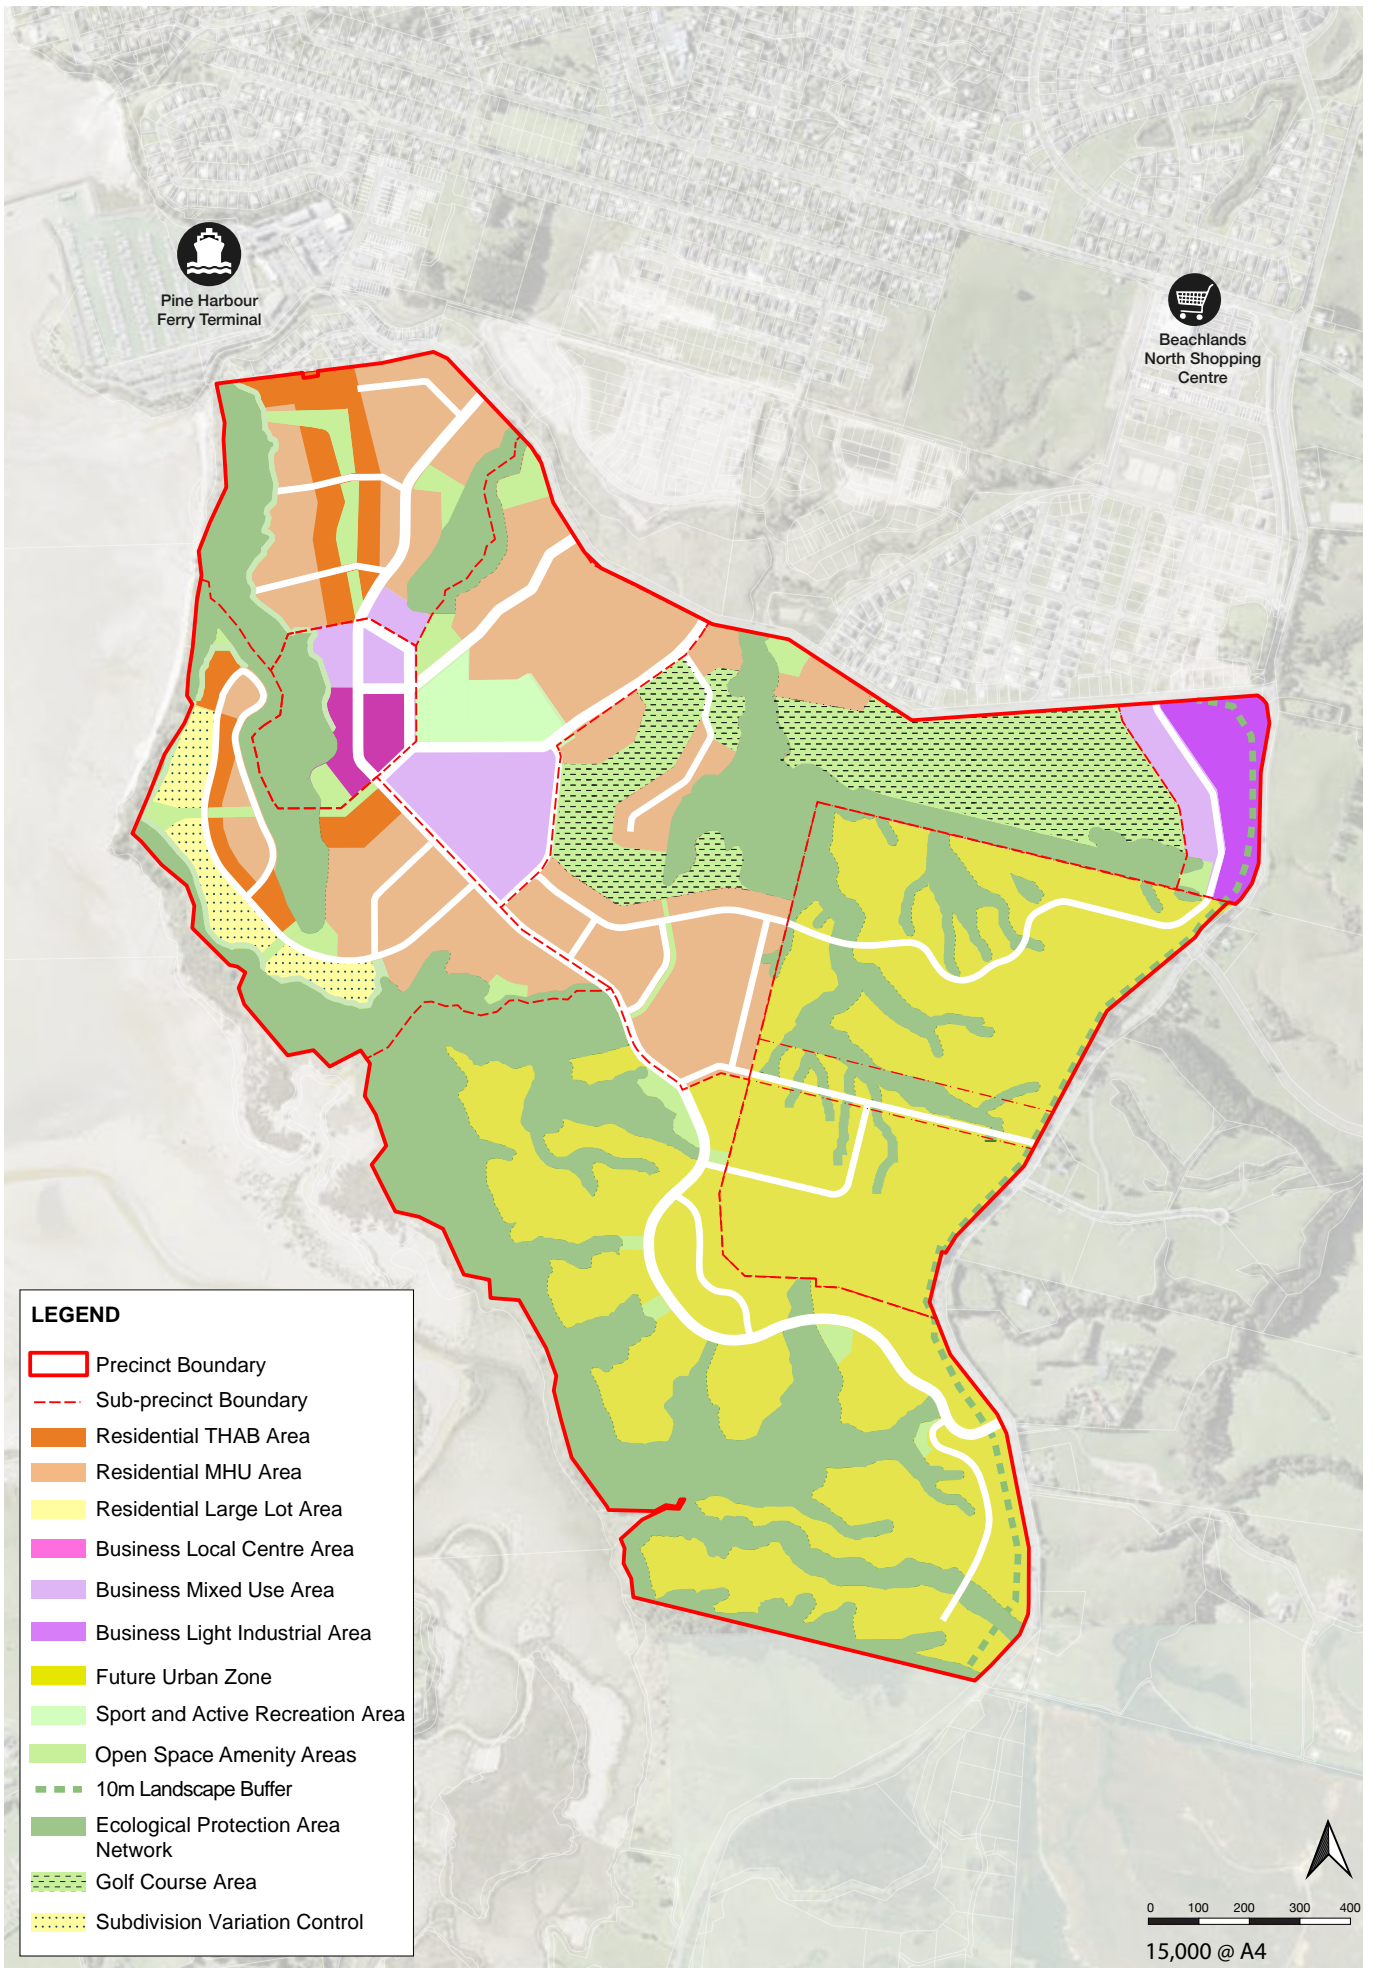 Pine Harbour
Ferry Terminal
Beachlands
North Shopping
Centre
LEGEND
Precinct Boundary
Sub-precinct Boundary
Residential THAB Area
Residential MHU Area
Residential Large Lot Area
Business Local Centre Area
Business Mixed Use Area
Business Light Industrial Area
Future Urban Zone
Sport and Active Recreation Area
Open Space Amenity Areas
10m Landscape Buffer
Ecological Protection Area
Network
Golf Course Area
Subdivision Variation Control
0 100 200 300 400
15,000 @ A4